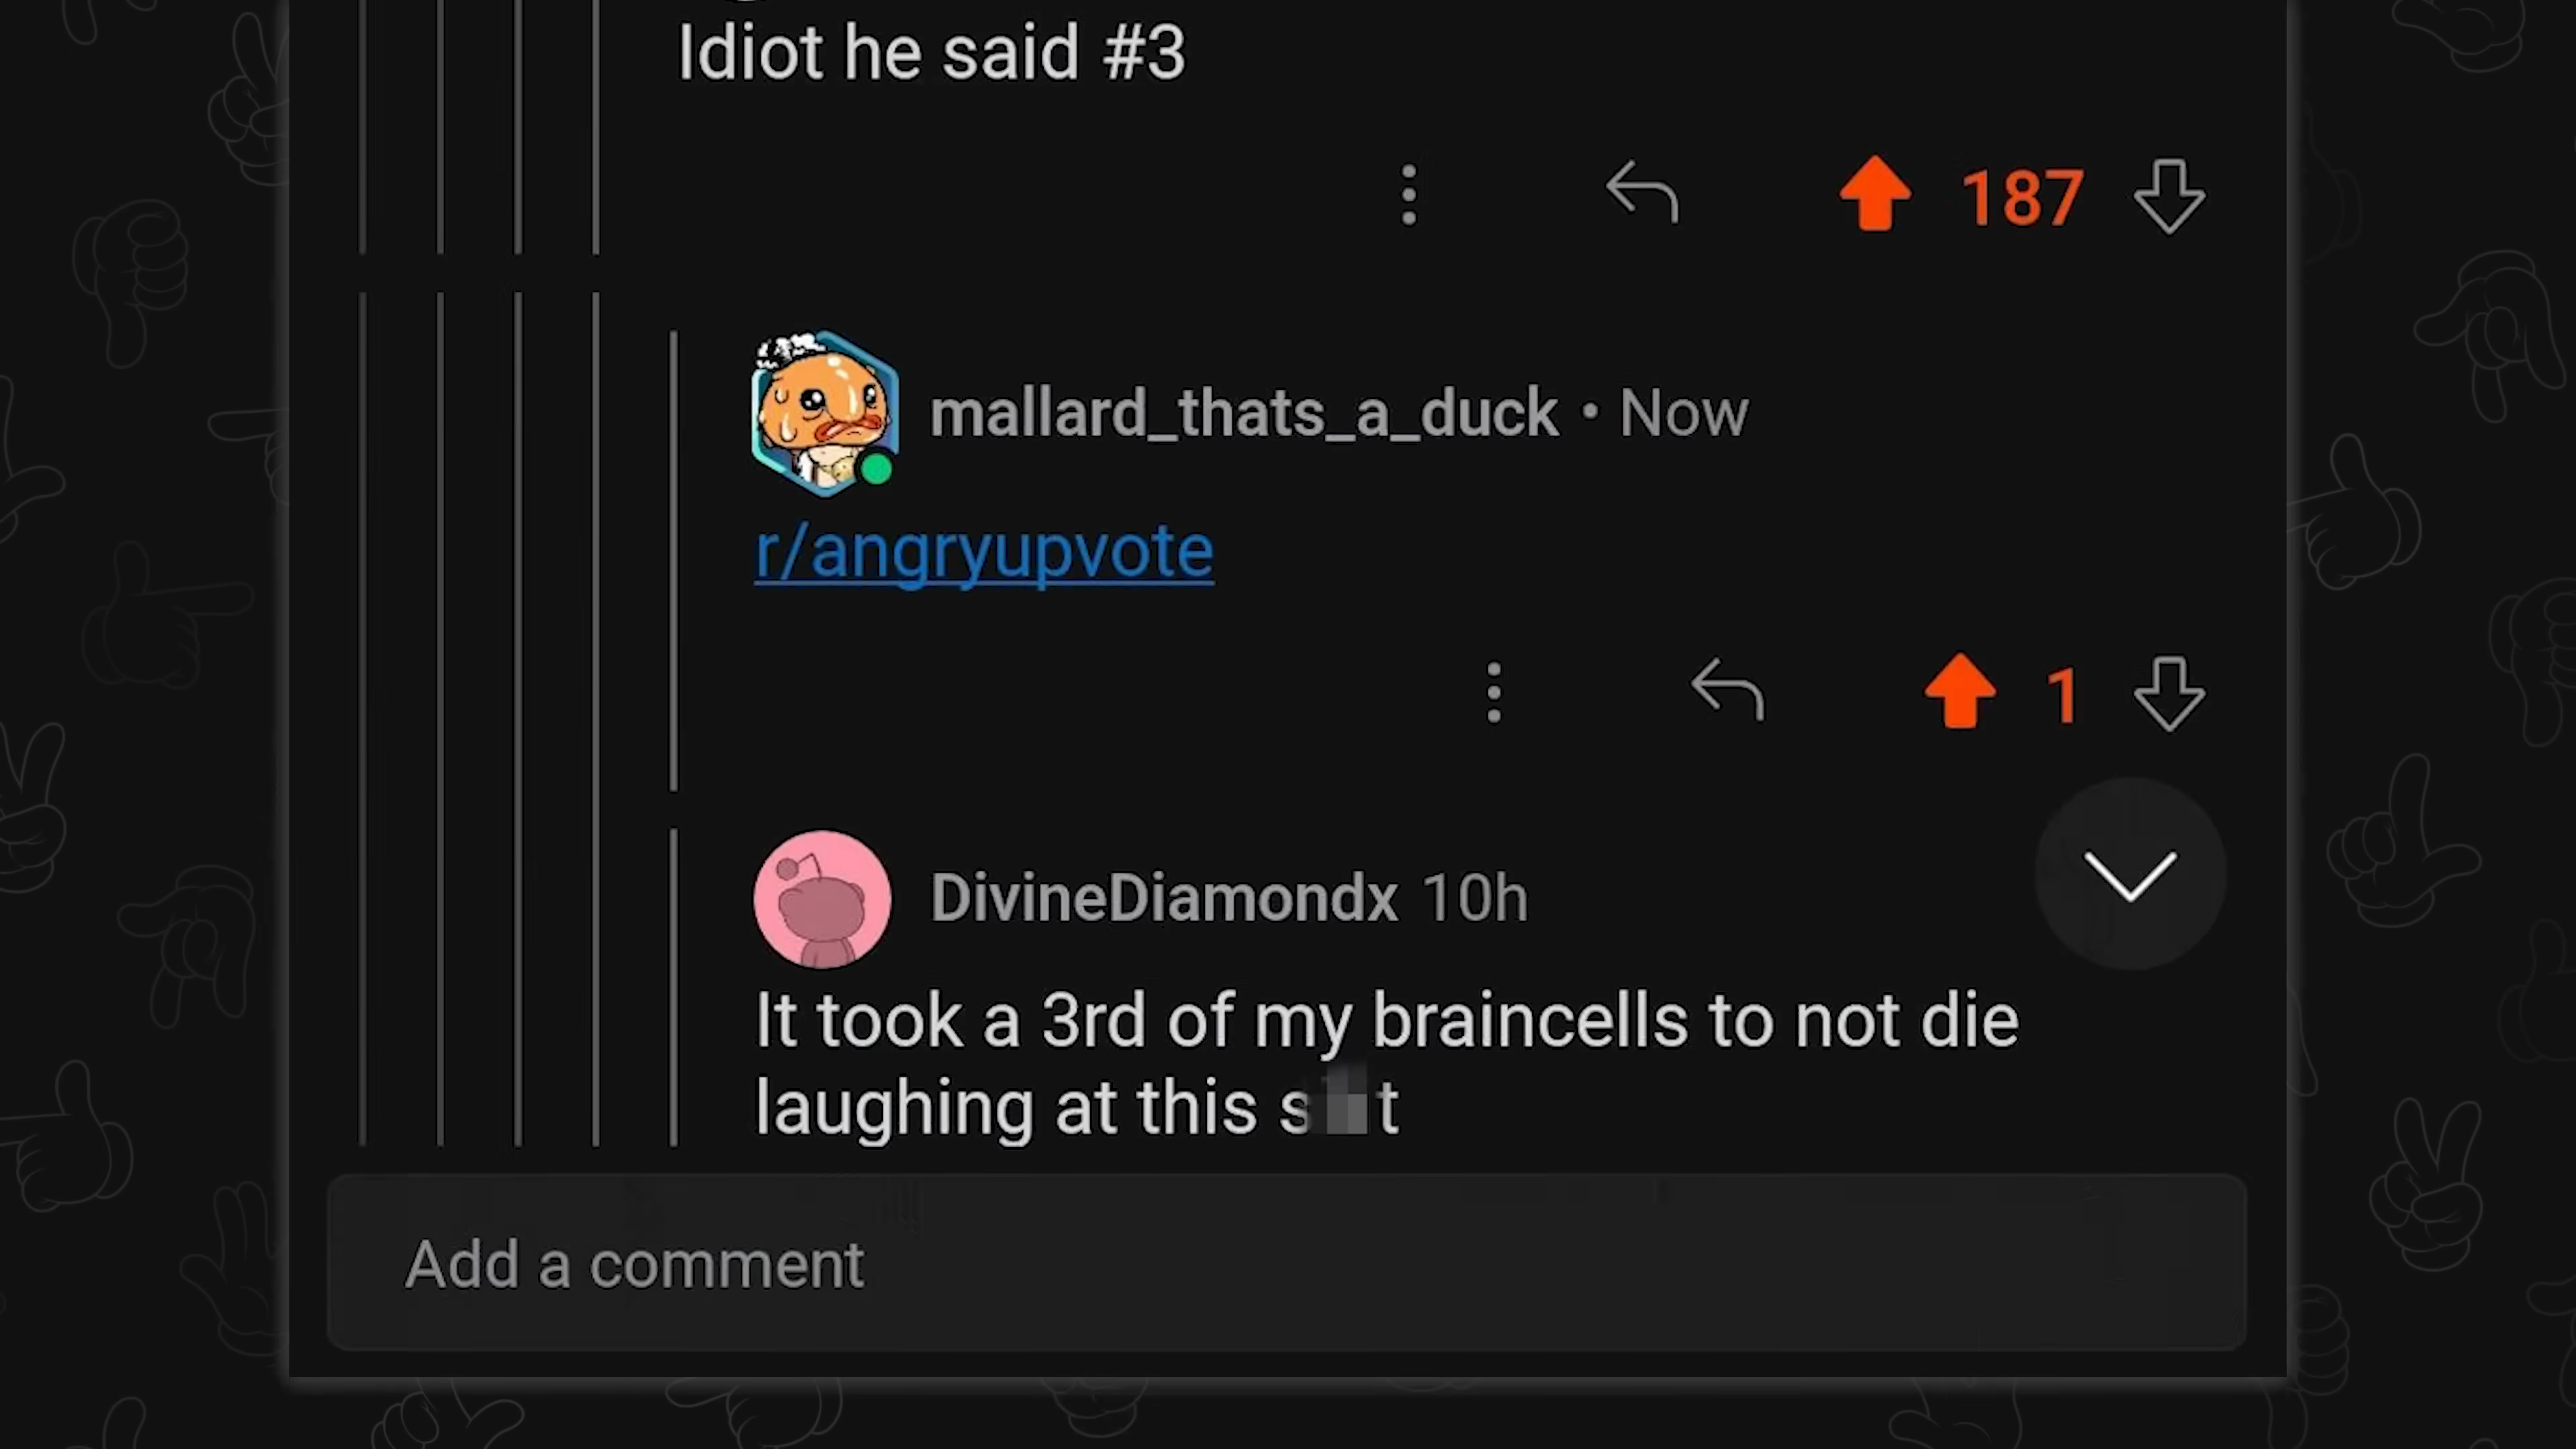 Idiot he said #3
187
mallard_thats_a_duck • Now
r/angryupvote
1
DivineDiamondx 10h
It took a 3rd of my braincells to not die
laughing at this s t
Add a comment